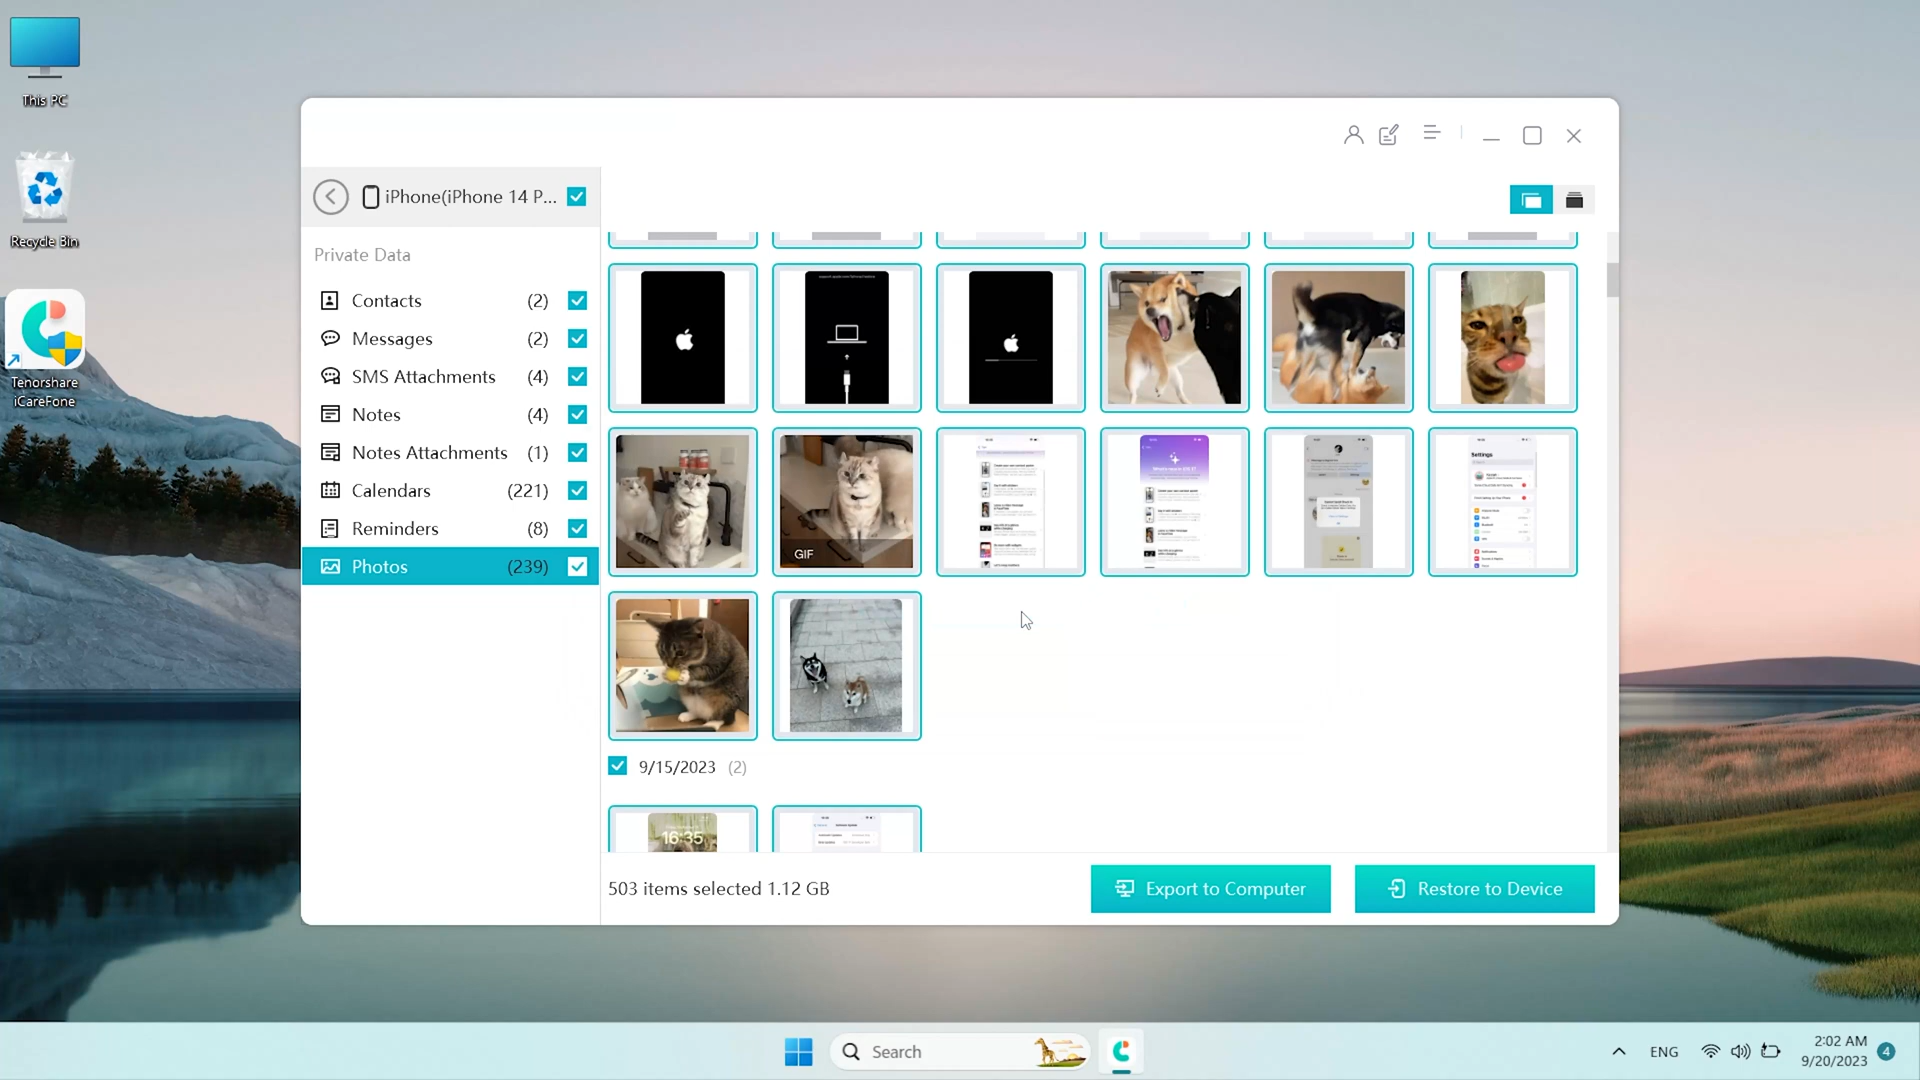 This PC
Recycle Bin
Tenorshare
iCareFone
iPhone(iPhone 14 P...
Private Data
Contacts (2)
Messages (2)
SMS Attachments (4)
Notes (4)
Notes Attachments (1)
Calendars (221)
Reminders (8)
Photos (239)
GIF
Settings
9/15/2023 (2)
16:35
503 items selected 1.12 GB
Export to Computer
Restore to Device
Search
ENG
2:02 AM
9/20/2023
4